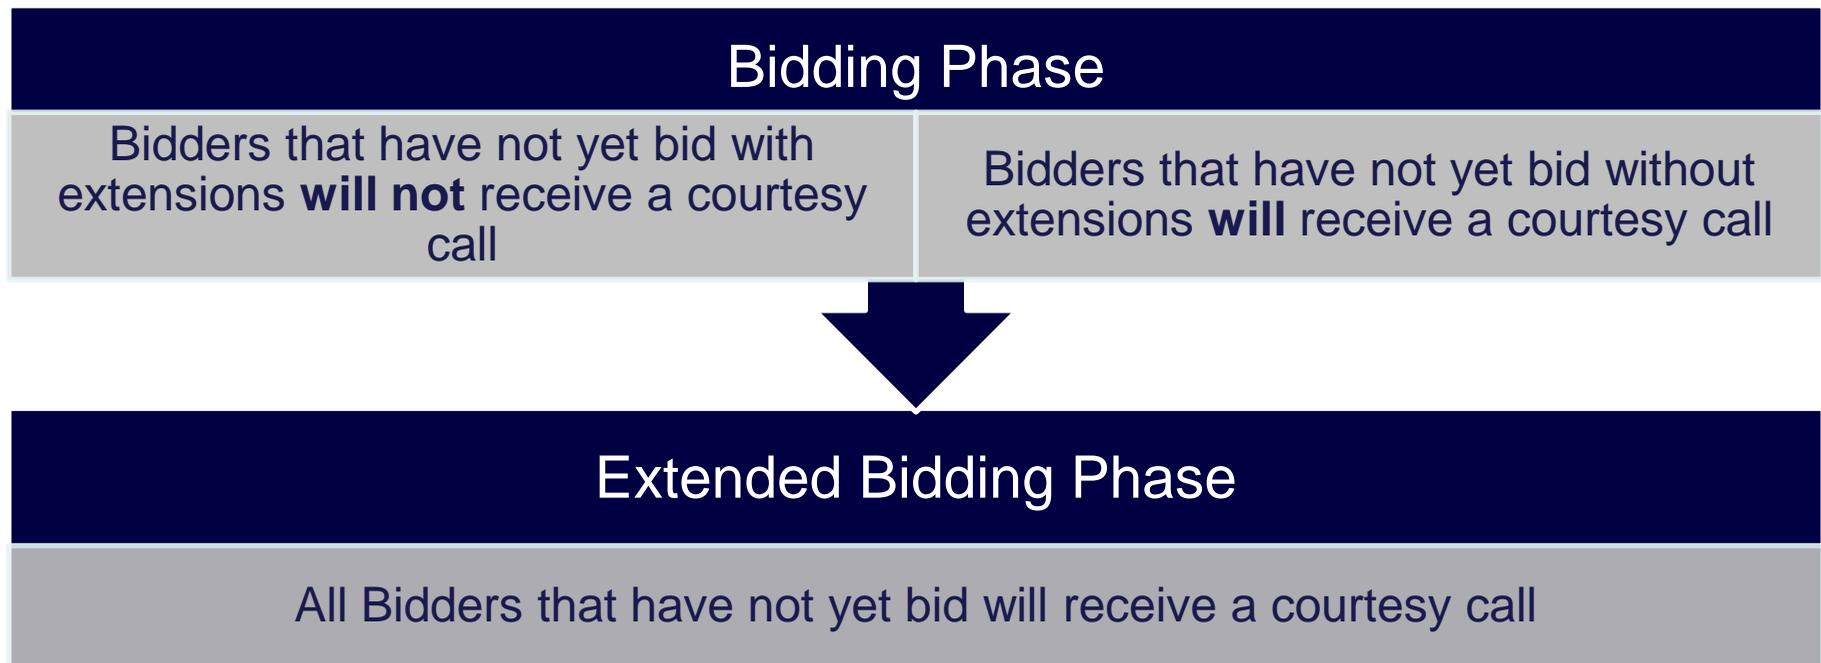 Bidding Phase
Bidders that have not yet bid with
extensions will not receive a courtesy
call
Bidders that have not yet bid without
extensions will receive a courtesy call
Extended Bidding Phase
All Bidders that have not yet bid will receive a courtesy call